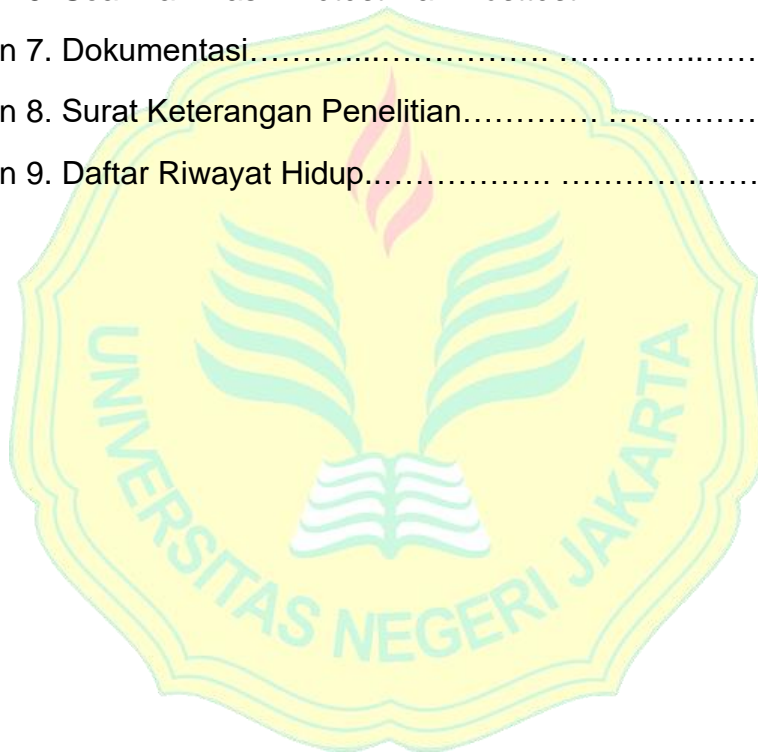 n 7. Dokumentasi………....……………. …………..……
n 8. Surat Keterangan Penelitian…………. ……………
n 9. Daftar Riwayat Hidup..……………. …………..……
UNIVERSITAS NEGERI JAKARTA